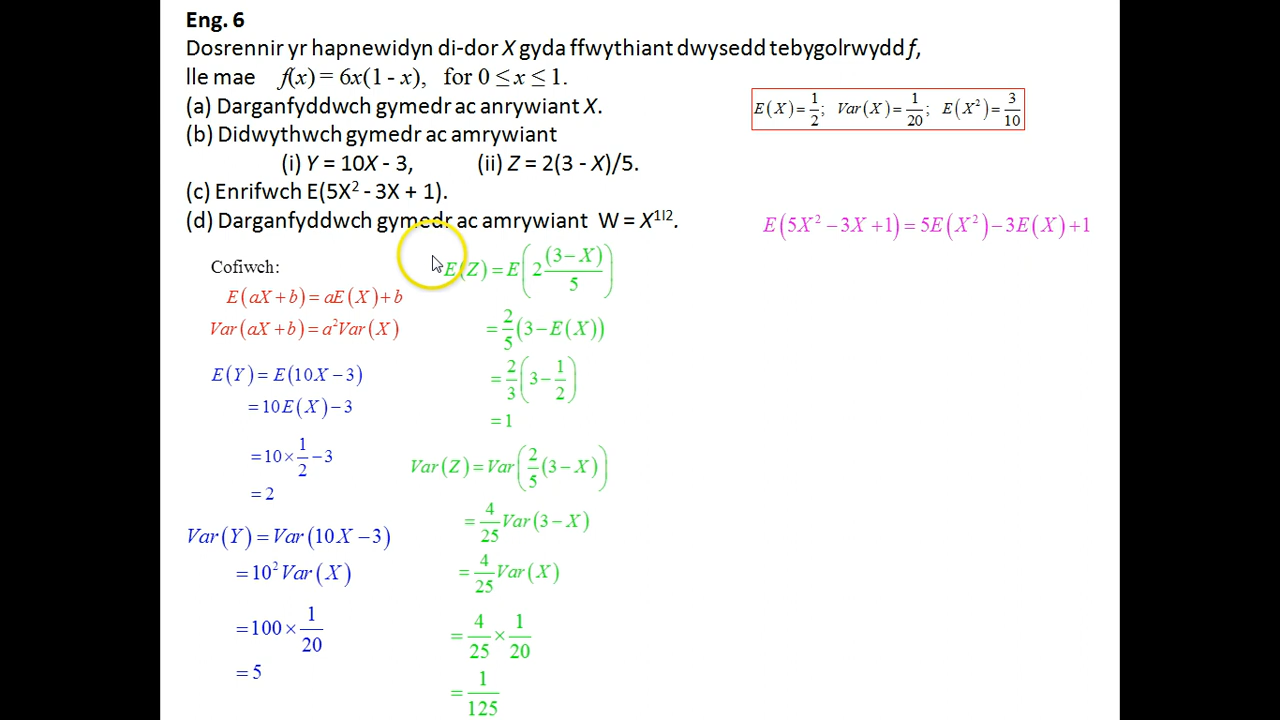 Eng. 6
Dosrennir yr hapnewidyn di-dor X gyda ffwythiant dwysedd tebygolrwydd f,
lle mae f(x) = 6x(1 - x), for 0 ≤ x ≤ 1.
(a) Darganfyddwch gymedr ac anrywiant X.
(b) Didwythwch gymedr ac amrywiant
(i) Y = 10X - 3, (ii) Z = 2(3 - X)/5.
(c) Enrifwch E(5X² - 3X + 1).
(d) Darganfyddwch gymedr ac amrywiant W = X^1l2.
E(X) = 1/2; Var(X) = 1/20; E(X²) = 3/10
E(5X² − 3X + 1) = 5E(X²) − 3E(X) + 1
Cofiwch:
E(aX + b) = aE(X) + b
Var(aX + b) = a²Var(X)
E(Y) = E(10X − 3)
= 10E(X) − 3
= 10 × 1/2 − 3
= 2
Var(Y) = Var(10X − 3)
= 10² Var(X)
= 100 × 1/20
= 5
E(Z) = E(2 (3 − X)/5)
= 2/5 (3 − E(X))
= 2/3 (3 − 1/2)
= 1
Var(Z) = Var(2/5 (3 − X))
= 4/25 Var(3 − X)
= 4/25 Var(X)
= 4/25 × 1/20
= 1/125